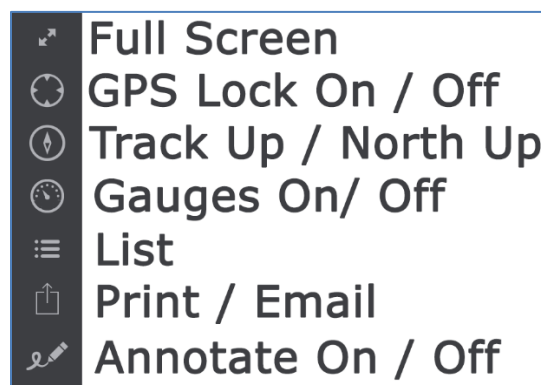 Full Screen
GPS Lock On / Off
Track Up / North Up
Gauges On/ Off
List
Print / Email
Annotate On / Off